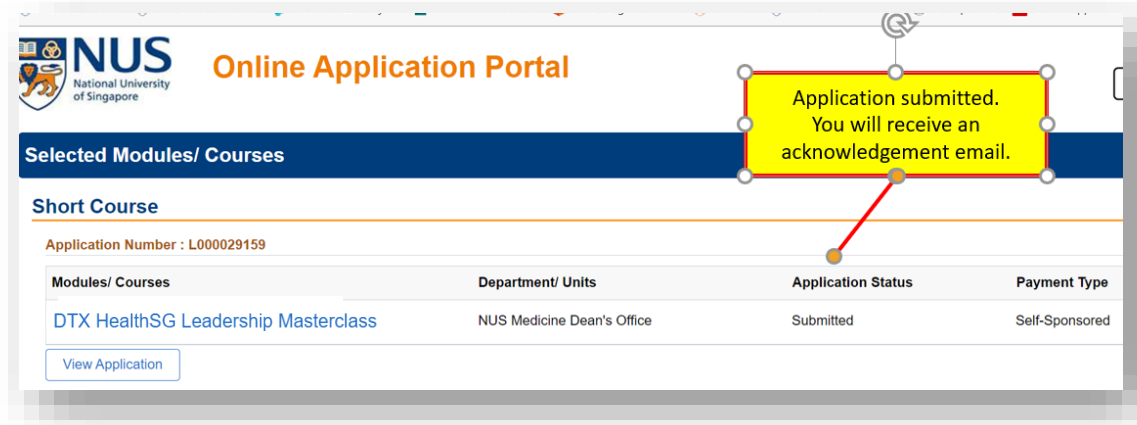 NUS
National University
of Singapore
Online Application Portal
Application submitted.
You will receive an
acknowledgement email.
Selected Modules/ Courses
Short Course
Application Number : L000029159
Modules/ Courses Department/ Units Application Status Payment Type
DTX HealthSG Leadership Masterclass NUS Medicine Dean's Office Submitted Self-Sponsored
View Application